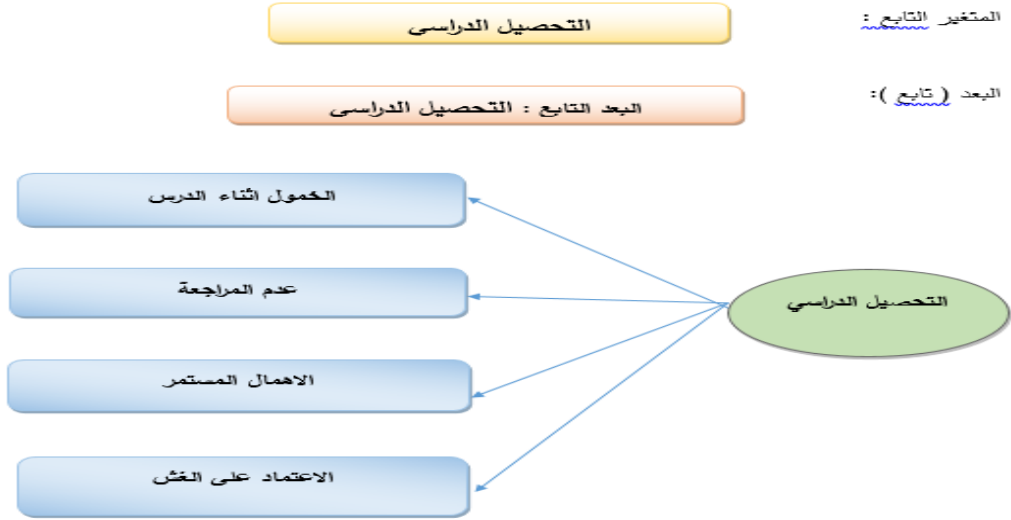 المتغير التابع :
التحصيل الدراسي
البعد ( تابع ):
البعد التابع : التحصيل الدراسي
التحصيل الدراسي
الخمول اثناء الدرس
عدم المراجعة
الاهمال المستمر
الاعتماد على الغش